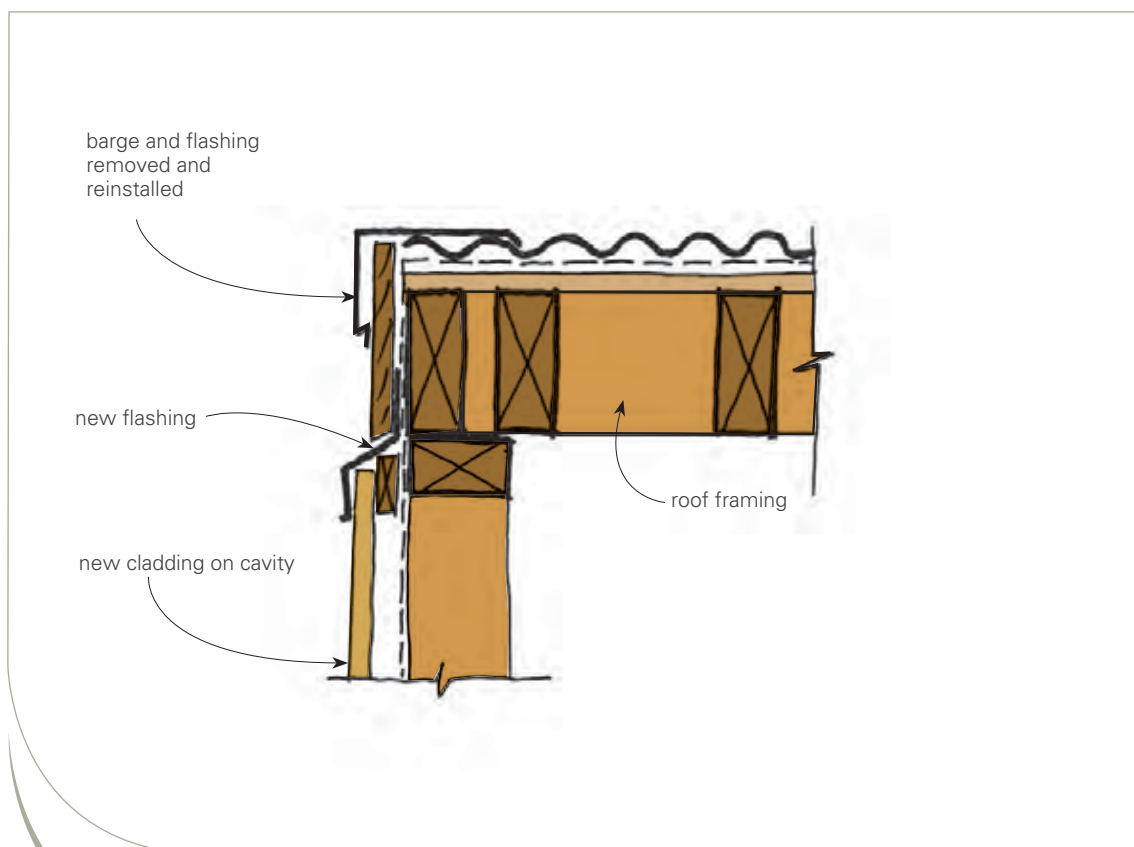 barge and flashing
removed and
reinstalled
new flashing
roof framing
new cladding on cavity